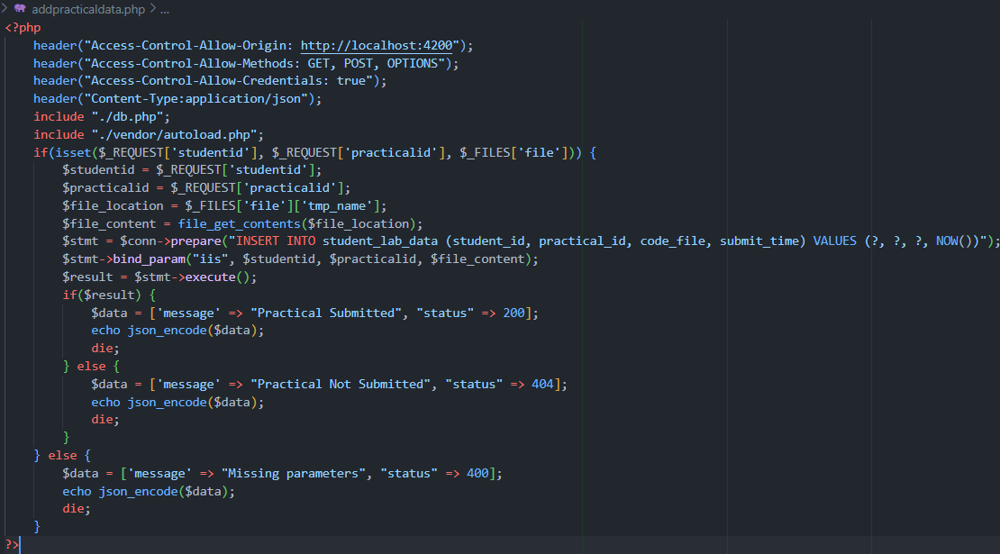 addpracticaldata.php > ...
<?php
    header("Access-Control-Allow-Origin: http://localhost:4200");
    header("Access-Control-Allow-Methods: GET, POST, OPTIONS");
    header("Access-Control-Allow-Credentials: true");
    header("Content-Type:application/json");
    include "./db.php";
    include "./vendor/autoload.php";
    if(isset($_REQUEST['studentid'], $_REQUEST['practicalid'], $_FILES['file'])) {
        $studentid = $_REQUEST['studentid'];
        $practicalid = $_REQUEST['practicalid'];
        $file_location = $_FILES['file']['tmp_name'];
        $file_content = file_get_contents($file_location);
        $stmt = $conn->prepare("INSERT INTO student_lab_data (student_id, practical_id, code_file, submit_time) VALUES (?, ?, ?, NOW())");
        $stmt->bind_param("iis", $studentid, $practicalid, $file_content);
        $result = $stmt->execute();
        if($result) {
            $data = ['message' => "Practical Submitted", "status" => 200];
            echo json_encode($data);
            die;
        } else {
            $data = ['message' => "Practical Not Submitted", "status" => 404];
            echo json_encode($data);
            die;
        }
    } else {
        $data = ['message' => "Missing parameters", "status" => 400];
        echo json_encode($data);
        die;
    }
?>